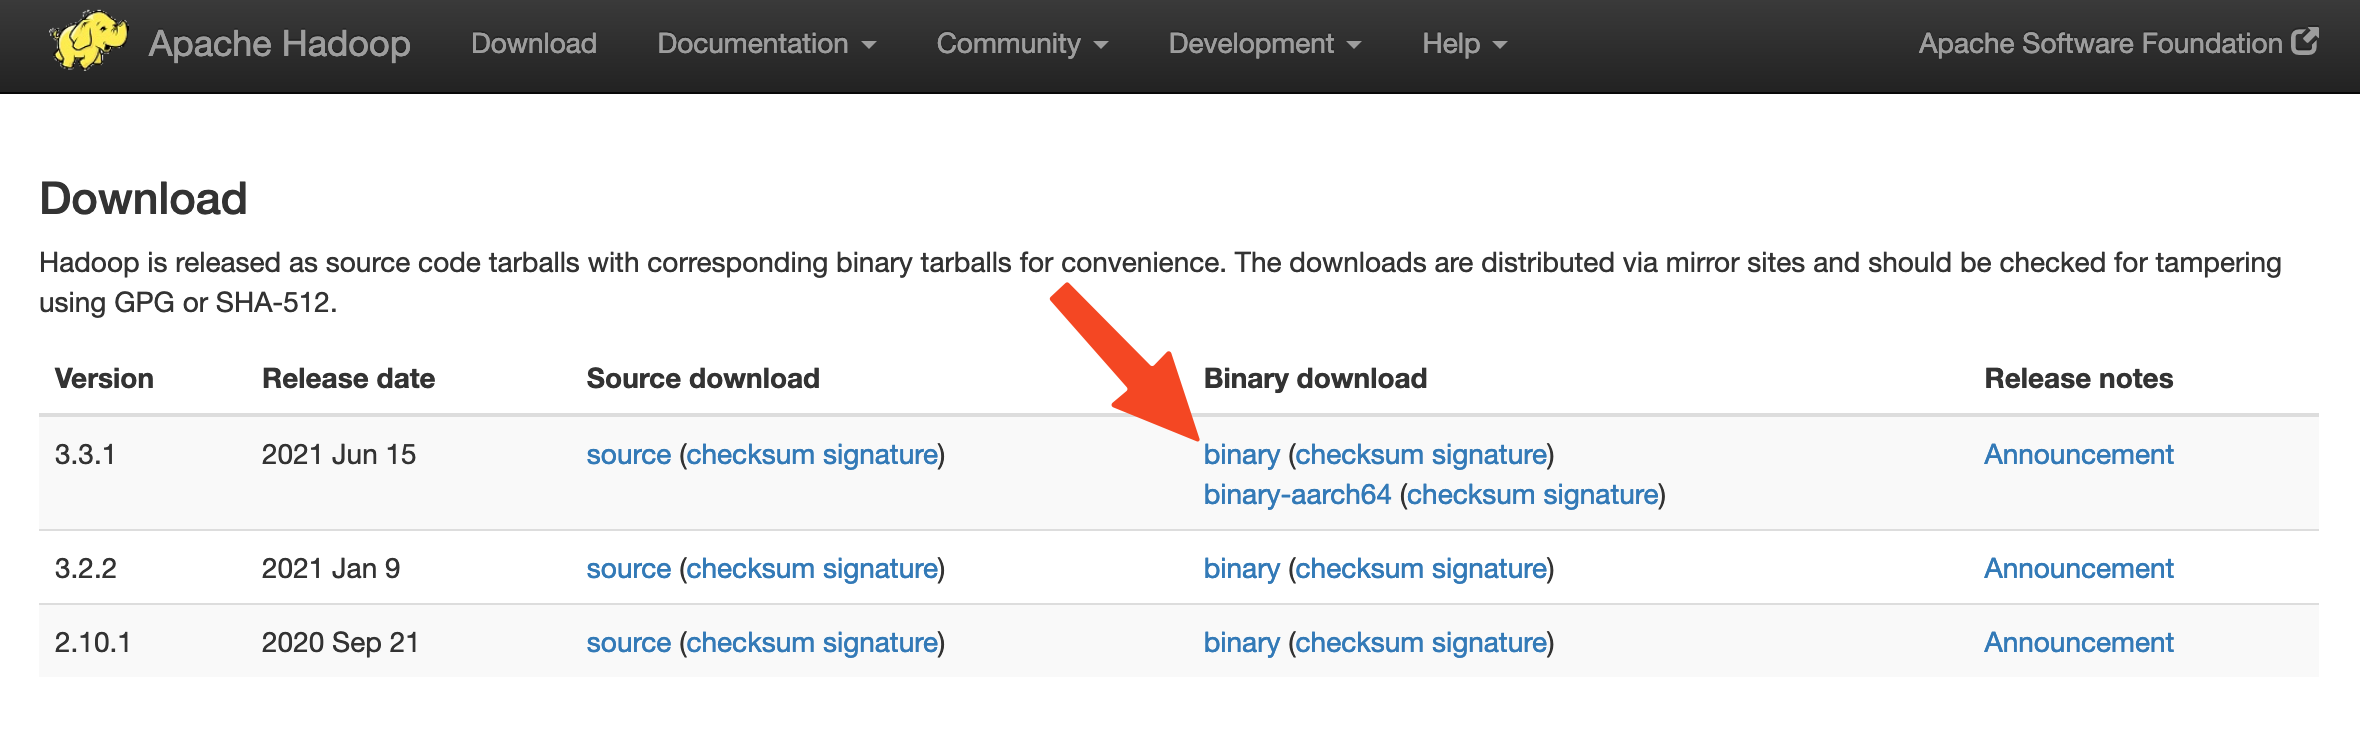 Apache Hadoop Download Documentation Community Development Help Apache Software Foundation
Download
Hadoop is released as source code tarballs with corresponding binary tarballs for convenience. The downloads are distributed via mirror sites and should be checked for tampering
using GPG or SHA-512.
Version Release date Source download Binary download Release notes
3.3.1 2021 Jun 15 source (checksum signature) binary (checksum signature) Announcement
binary-aarch64 (checksum signature)
3.2.2 2021 Jan 9 source (checksum signature) binary (checksum signature) Announcement
2.10.1 2020 Sep 21 source (checksum signature) binary (checksum signature) Announcement